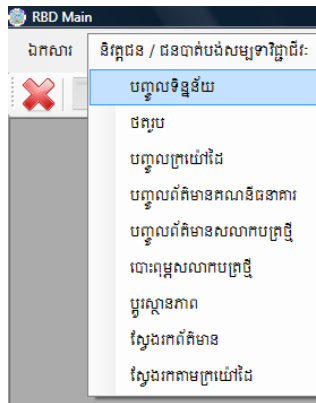 RBD Main
ឯកសារ
និវត្តជន / ជនបាត់បង់សម្បទាវិជ្ជាជីវៈ
បញ្ចូលទិន្នន័យ
ថតរូប
បញ្ចូលក្រយ៉ៅដៃ
បញ្ចូលព័ត៌មានគណនីធនាគារ
បញ្ចូលព័ត៌មានសលាកបត្រថ្មី
បោះពុម្ពសលាកបត្រថ្មី
ប្ដូរស្ថានភាព
ស្វែងរកព័ត៌មាន
ស្វែងរកតាមក្រយ៉ៅដៃ